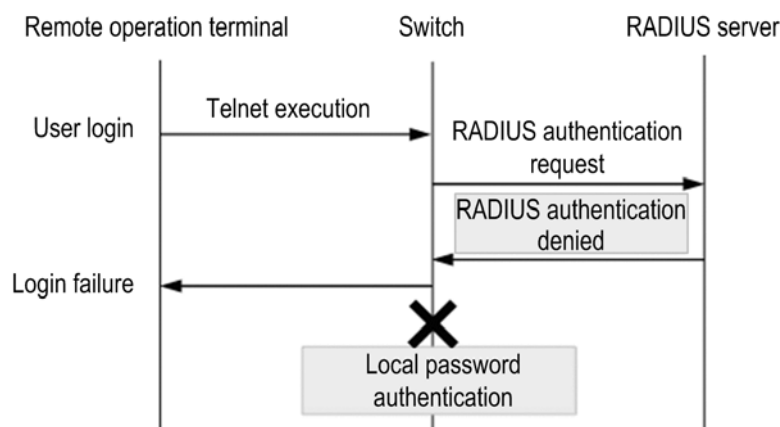 Remote operation terminal
Switch
RADIUS server
User login
Telnet execution
RADIUS authentication
request
RADIUS authentication
denied
Login failure
Local password
authentication